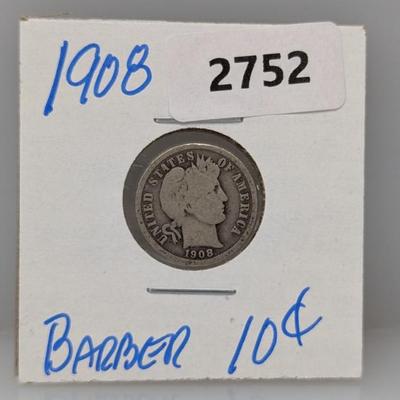 1908
2752
UNITED STATES OF AMERICA
1908
BARBER 10¢